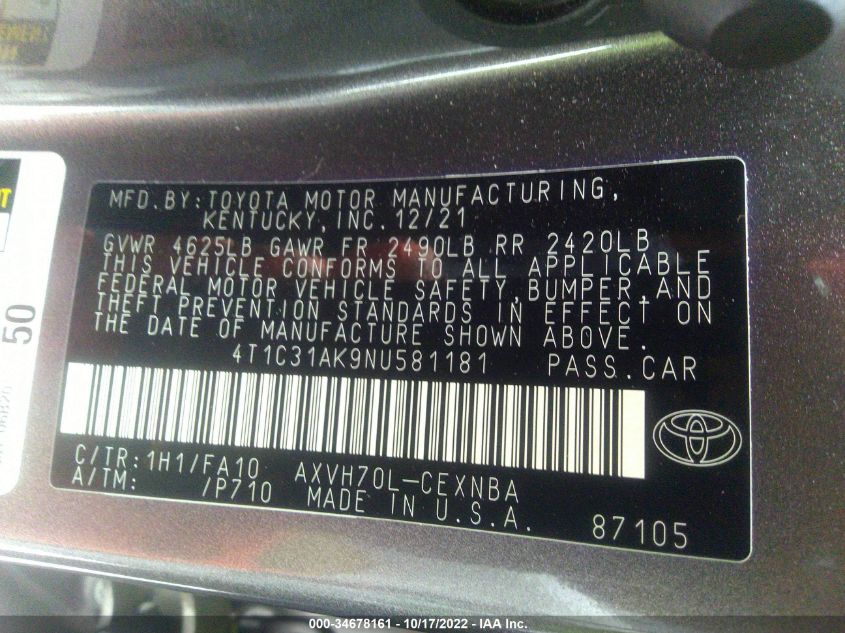 MFD.BY:TOYOTA MOTOR MANUFACTURING,
KENTUCKY,INC.12/21
GVWR 4625LB GAWR FR 2490LB RR 2420LB
THIS VEHICLE CONFORMS TO ALL APPLICABLE
FEDERAL MOTOR VEHICLE SAFETY,BUMPER,AND
THEFT PREVENTION STANDARDS IN EFFECT ON
THE DATE OF MANUFACTURE SHOWN ABOVE.
4T1C31AK9NU581181 PASS.CAR
C/TR:1H1/FA10 AXVH70L-CEXNBA
A/TM: /P710 MADE IN U.S.A.
87105
50
000-34678161 - 10/17/2022 - IAA Inc.